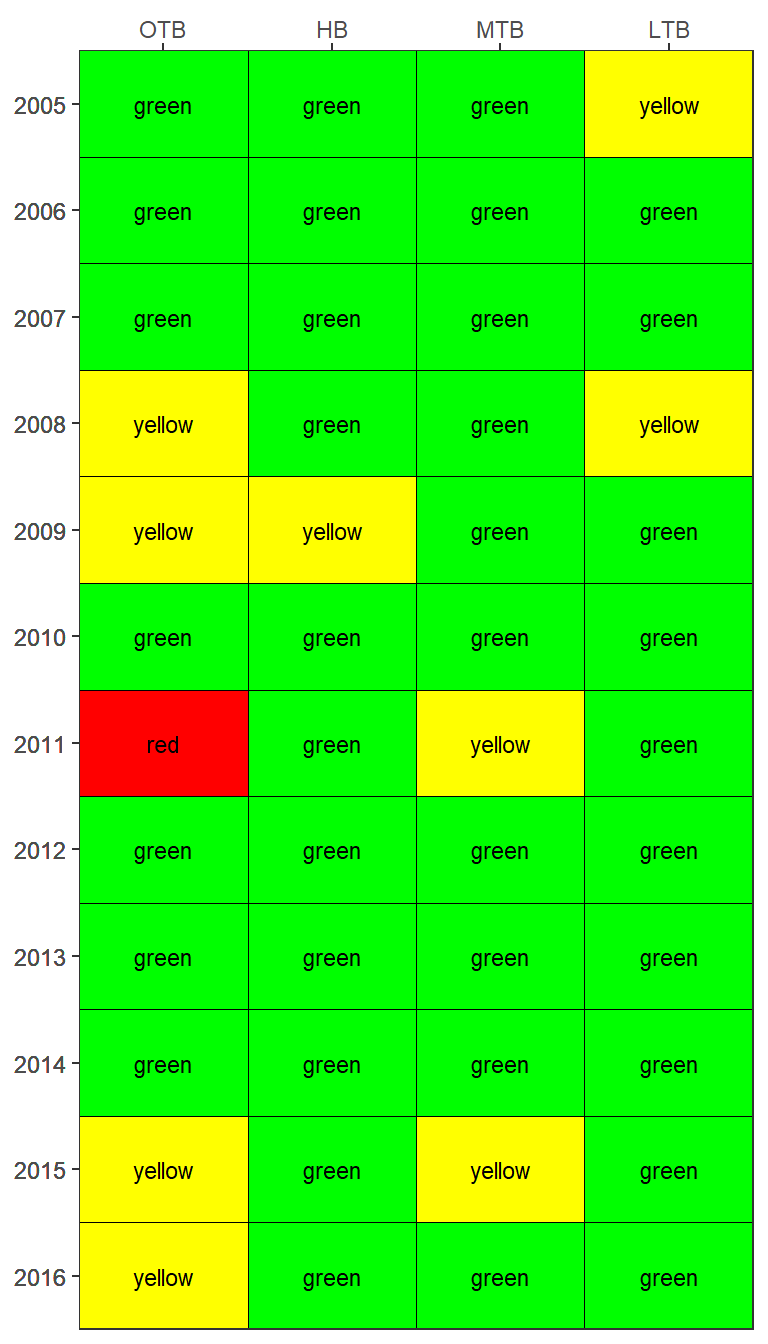 OTB HB MTB LTB
2005 green green green yellow
2006 green green green green
2007 green green green green
2008 yellow green green yellow
2009 yellow yellow green green
2010 green green green green
2011 red green yellow green
2012 green green green green
2013 green green green green
2014 green green green green
2015 yellow green yellow green
2016 yellow green green green